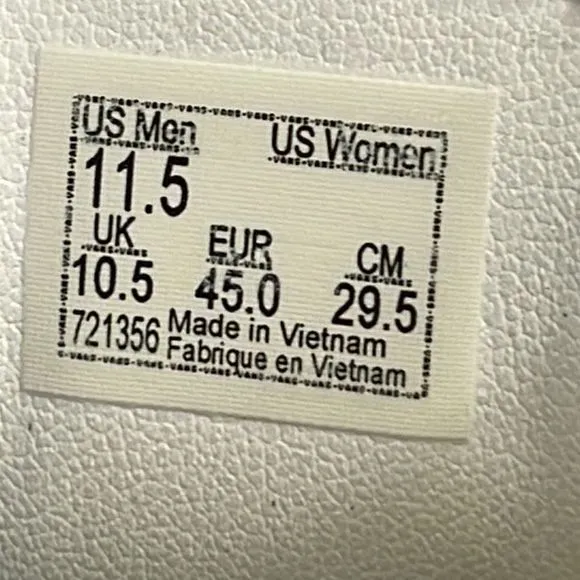 US Men US Women
11.5
UK EUR CM
10.5 45.0 29.5
721356 Made in Vietnam
Fabrique en Vietnam